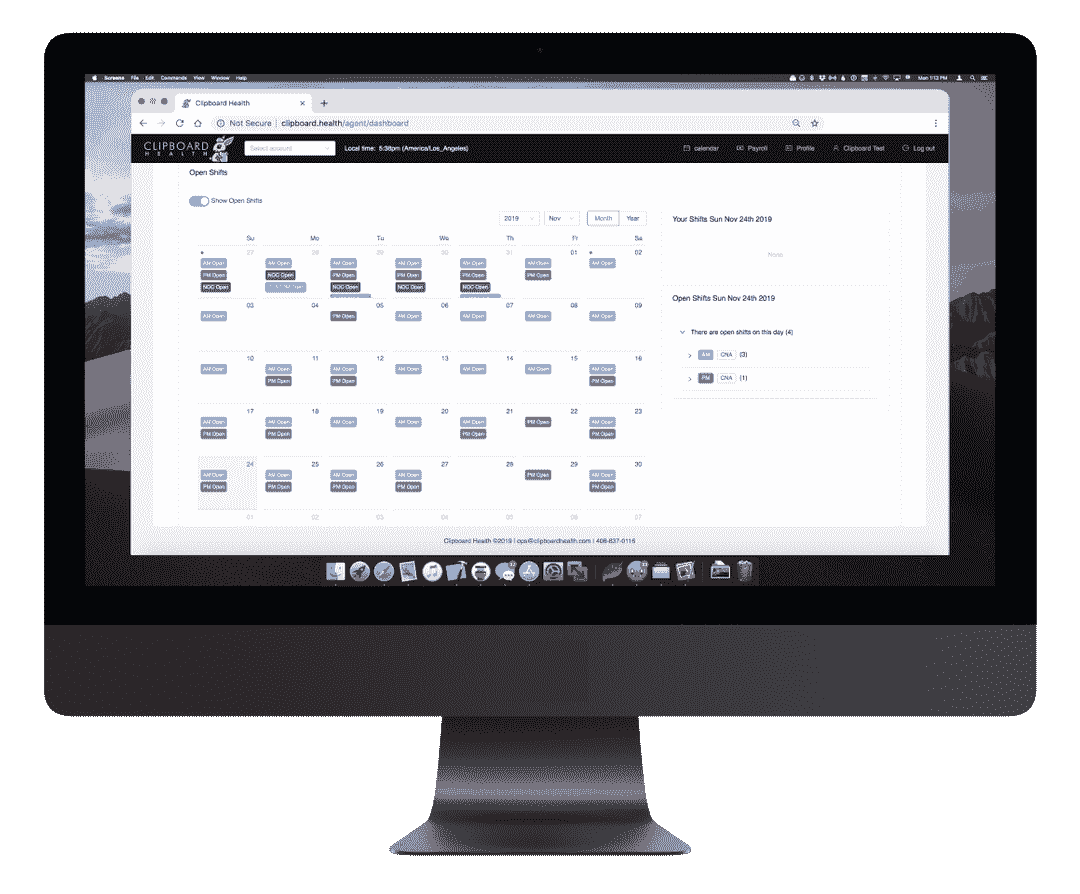 Screens File Edit Commands View Window Help Mon 1:13 PM
Clipboard Health
Not Secure clipboard.health/agent/dashboard
CLIPBOARD
HEALTH
Select account
Local time: 5:38pm (America/Los_Angeles)
calendar Payroll Profile Clipboard Test Log out
Open Shifts
Show Open Shifts
2019 Nov Month Year
Su Mo Tu We Th Fr Sa
27 28 29 30 31 01 02
AM Open AM Open AM Open AM Open AM Open AM Open AM Open
PM Open NOC Open PM Open PM Open PM Open PM Open
NOC Open NOC Open NOC Open NOC Open
03 04 05 06 07 08 09
AM Open PM Open AM Open AM Open AM Open AM Open
10 11 12 13 14 15 16
AM Open AM Open AM Open AM Open AM Open AM Open AM Open
PM Open PM Open PM Open
17 18 19 20 21 22 23
AM Open AM Open AM Open AM Open AM Open PM Open AM Open
PM Open PM Open PM Open PM Open
24 25 26 27 28 29 30
AM Open AM Open AM Open AM Open PM Open AM Open
PM Open PM Open PM Open PM Open PM Open
01 02 03 04 05 06 07
Your Shifts Sun Nov 24th 2019
None
Open Shifts Sun Nov 24th 2019
There are open shifts on this day (4)
AM CNA (3)
PM CNA (1)
Clipboard Health ©2019 | ops@clipboardhealth.com | 408-837-0116